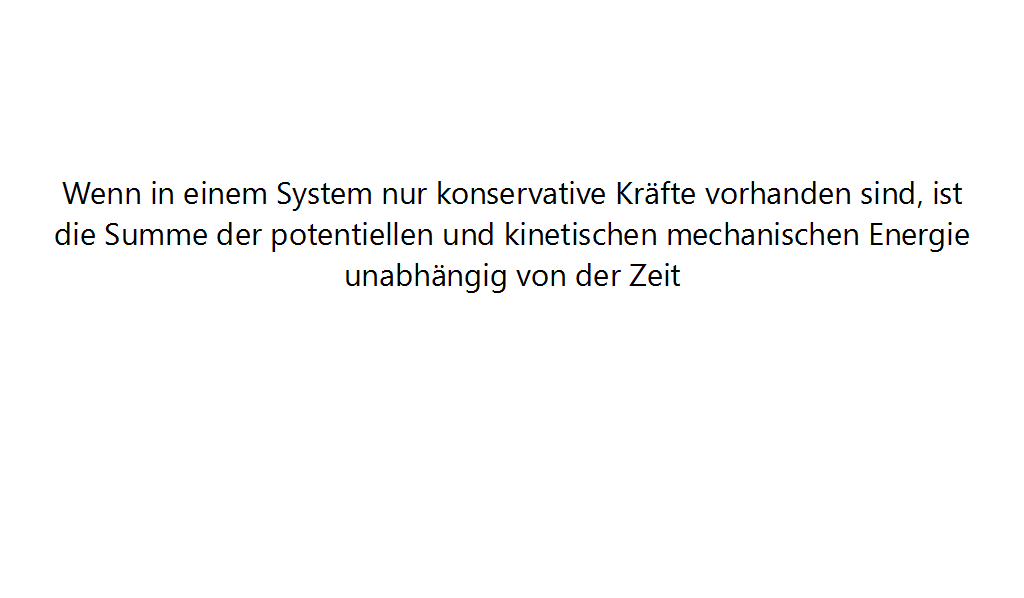 Wenn in einem System nur konservative Kräfte vorhanden sind, ist
die Summe der potentiellen und kinetischen mechanischen Energie
unabhängig von der Zeit